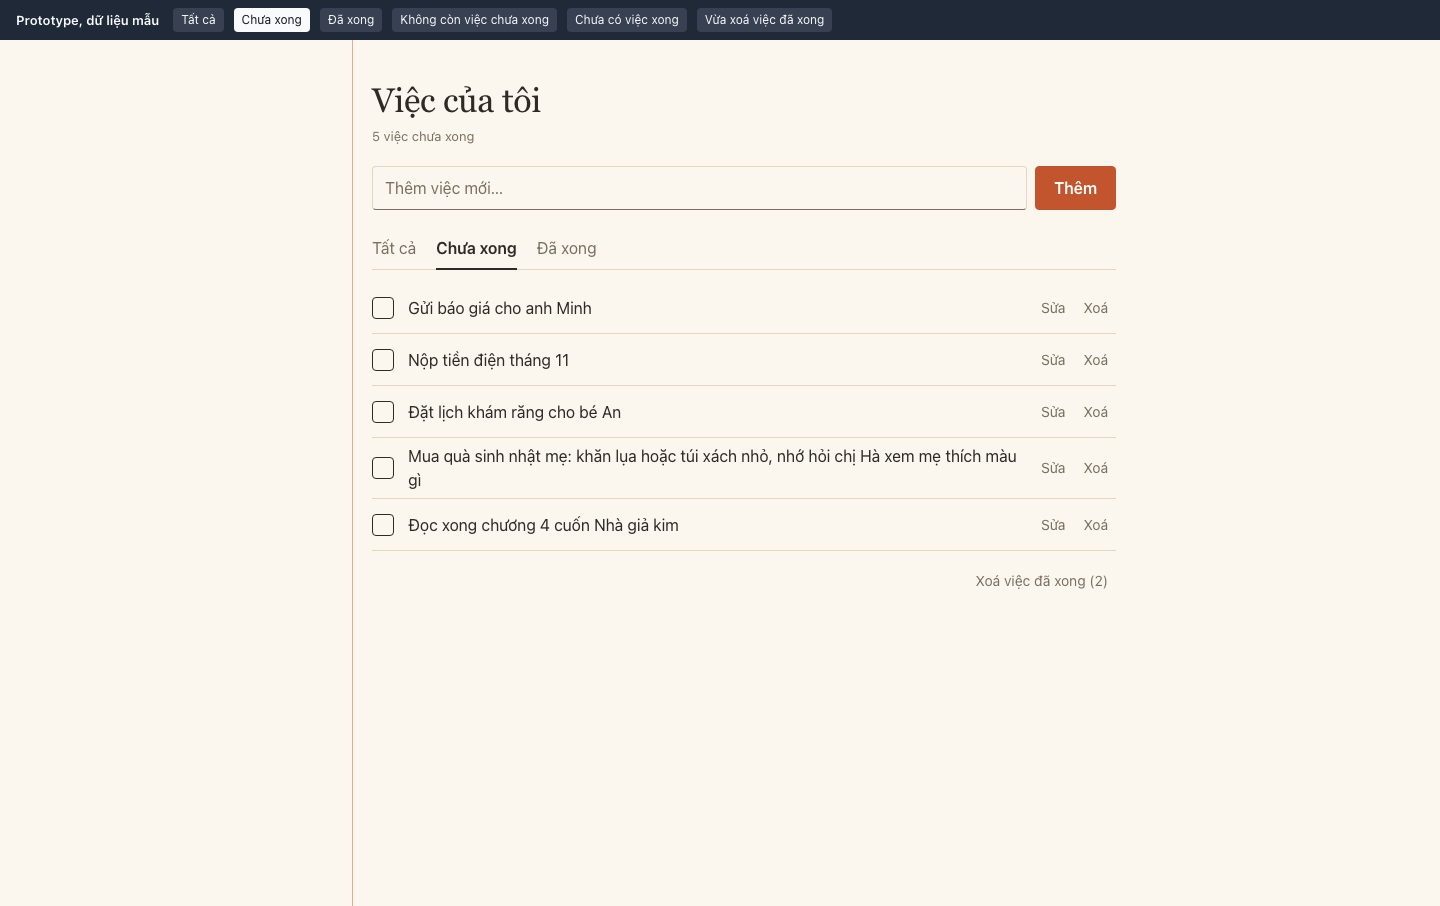 Prototype, dữ liệu mẫu Tất cả Chưa xong Đã xong Không còn việc chưa xong Chưa có việc xong Vừa xoá việc đã xong
Việc của tôi
5 việc chưa xong
Thêm việc mới... Thêm
Tất cả Chưa xong Đã xong
Gửi báo giá cho anh Minh Sửa Xoá
Nộp tiền điện tháng 11 Sửa Xoá
Đặt lịch khám răng cho bé An Sửa Xoá
Mua quà sinh nhật mẹ: khăn lụa hoặc túi xách nhỏ, nhớ hỏi chị Hà xem mẹ thích màu
gì Sửa Xoá
Đọc xong chương 4 cuốn Nhà giả kim Sửa Xoá
Xoá việc đã xong (2)